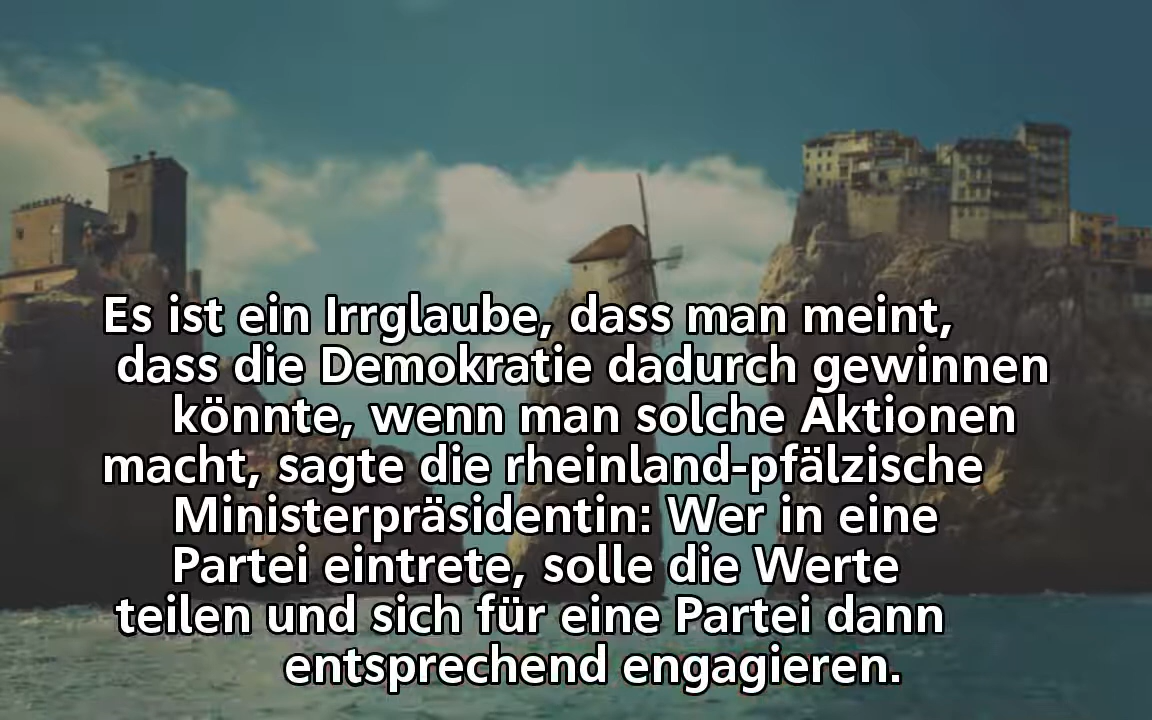 Es ist ein Irrglaube, dass man meint,
dass die Demokratie dadurch gewinnen
könnte, wenn man solche Aktionen
macht, sagte die rheinland-pfälzische
Ministerpräsidentin: Wer in eine
Partei eintrete, solle die Werte
teilen und sich für eine Partei dann
entsprechend engagieren.